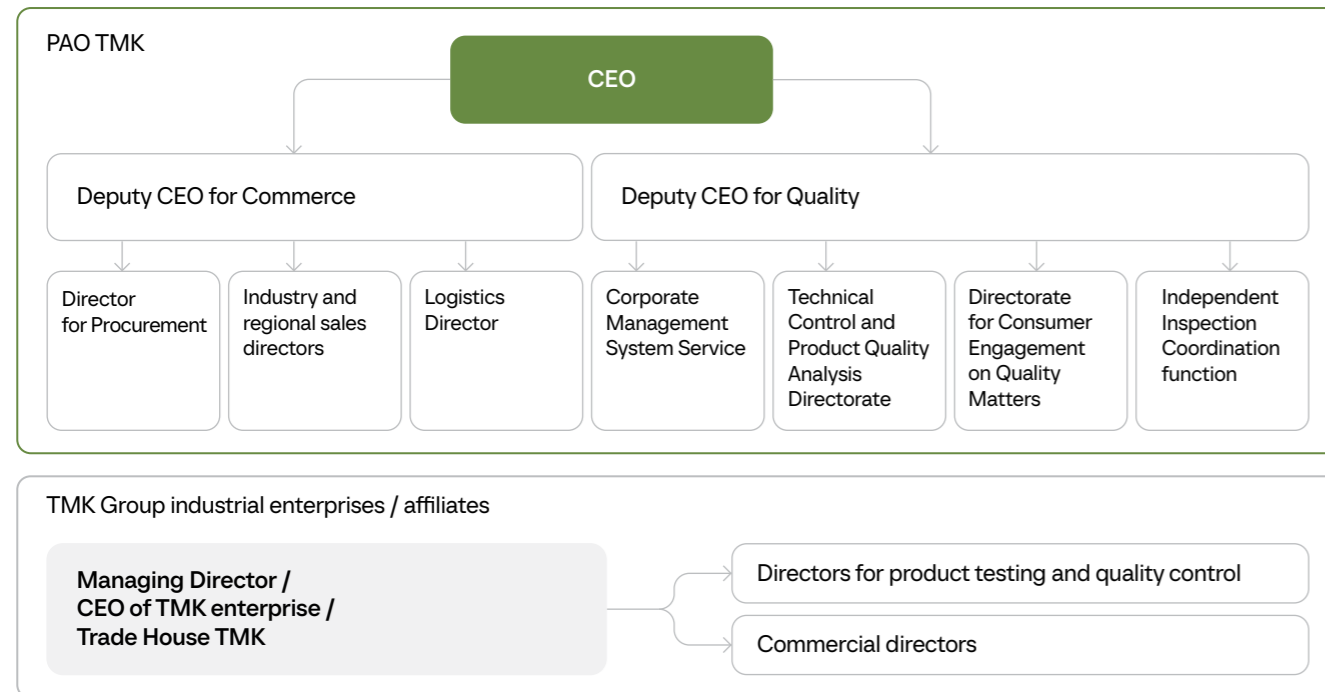 PAO TMK
CEO
Deputy CEO for Commerce
Deputy CEO for Quality
Director
for Procurement
Industry and
regional sales
directors
Logistics
Director
Corporate
Management
System Service
Technical
Control and
Product Quality
Analysis
Directorate
Directorate
for Consumer
Engagement
on Quality
Matters
Independent
Inspection
Coordination
function
TMK Group industrial enterprises / affiliates
Managing Director /
CEO of TMK enterprise /
Trade House TMK
Directors for product testing and quality control
Commercial directors